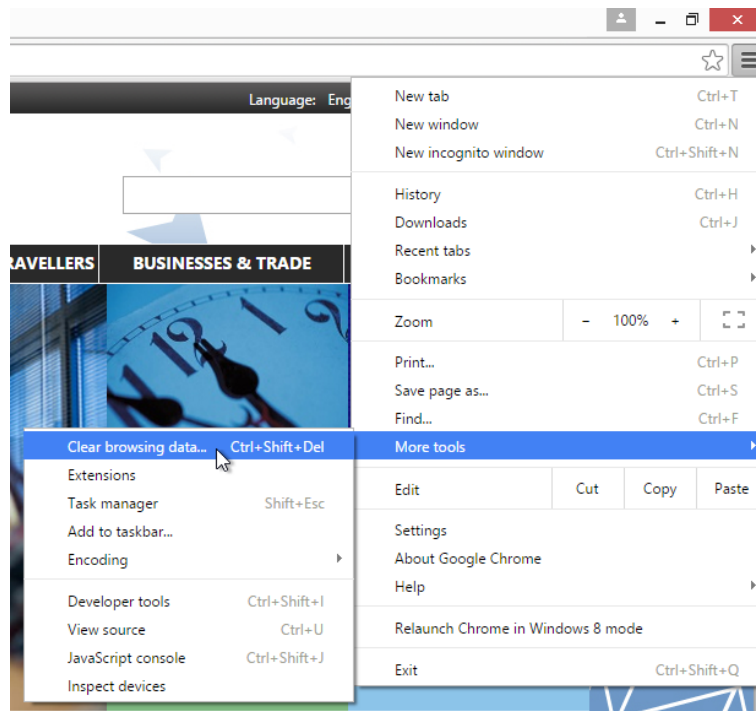 Language: Eng
RAVELLERS BUSINESSES & TRADE
New tab Ctrl+T
New window Ctrl+N
New incognito window Ctrl+Shift+N
History Ctrl+H
Downloads Ctrl+J
Recent tabs
Bookmarks
Zoom - 100% +
Print... Ctrl+P
Save page as... Ctrl+S
Find... Ctrl+F
More tools
Edit Cut Copy Paste
Settings
About Google Chrome
Help
Relaunch Chrome in Windows 8 mode
Exit Ctrl+Shift+Q
Clear browsing data... Ctrl+Shift+Del
Extensions
Task manager Shift+Esc
Add to taskbar...
Encoding
Developer tools Ctrl+Shift+I
View source Ctrl+U
JavaScript console Ctrl+Shift+J
Inspect devices
12 1